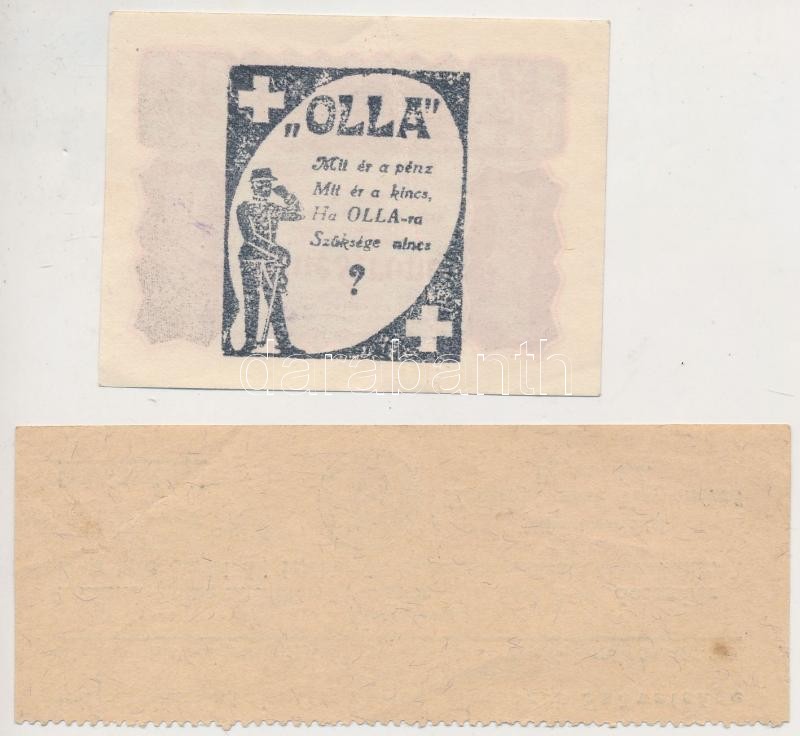 „OLLA"
Mit ér a pénz
Mit ér a kincs,
Ha OLLA-ra
Szüksége nincs
?
darabanth